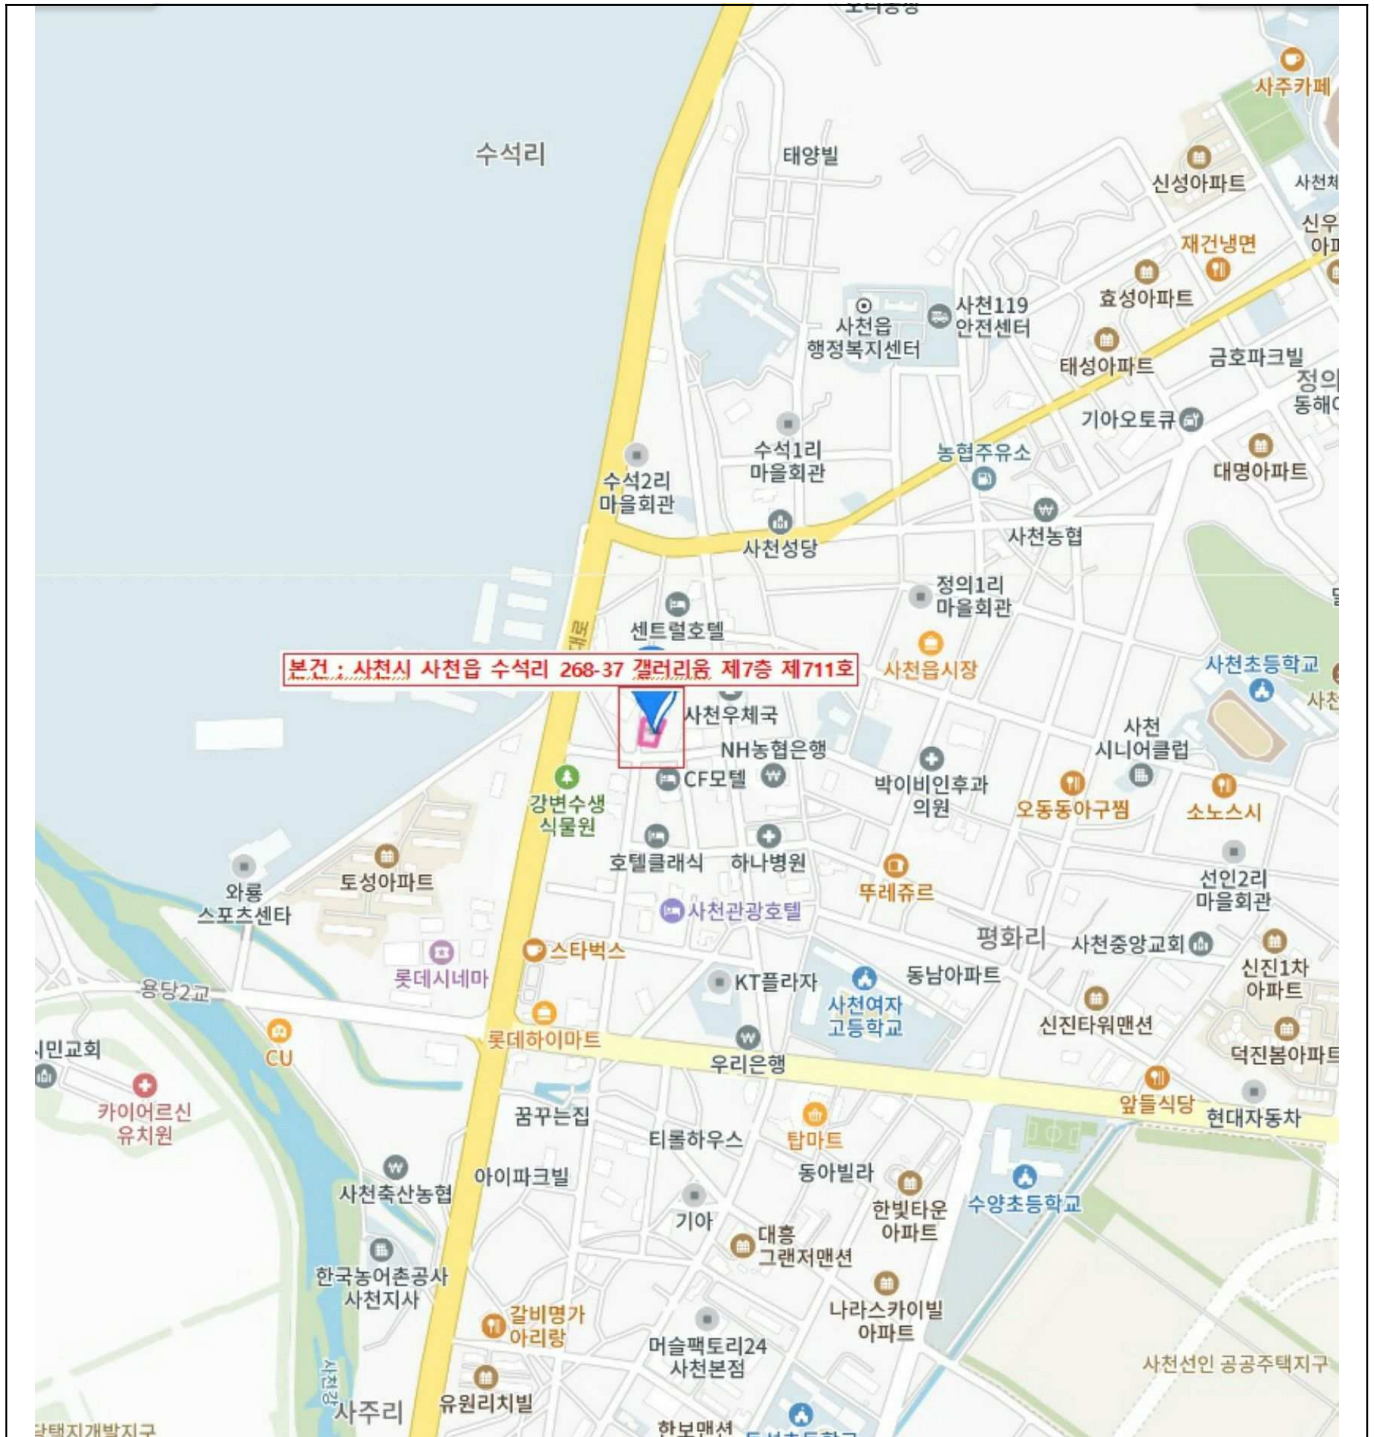 사주카페
수석리
태양빌
신성아파트
재건냉면
효성아파트
사천읍
행정복지센터
사천119
안전센터
태성아파트
금호파크빌
기아오토큐
대명아파트
수석1리
마을회관
농협주유소
수석2리
마을회관
사천성당
사천농협
정의1리
마을회관
센트럴호텔
대로
본건 : 사천시 사천읍 수석리 268-37 갤러리움 제7층 제711호
사천읍시장
사천초등학교
사천우체국
NH농협은행
사천
시니어클럽
CF모텔
박이비인후과
의원
오동동아구찜
소노스시
강변수생
식물원
호텔클래식
하나병원
토성아파트
와룡
스포츠센타
뚜레쥬르
선인2리
마을회관
사천관광호텔
평화리
사천중앙교회
스타벅스
롯데시네마
KT플라자
사천여자
고등학교
동남아파트
신진1차
아파트
용당2교
신진타워맨션
롯데하이마트
CU
우리은행
덕진봄아파트
시민교회
카이어르신
유치원
꿈꾸는집
티롤하우스
탑마트
앞들식당
현대자동차
사천축산농협
아이파크빌
동아빌라
한빛타운
아파트
수양초등학교
기아
대흥
그랜저맨션
한국농어촌공사
사천지사
갈비명가
아리랑
나라스카이빌
아파트
머슬팩토리24
사천본점
사천선인 공공주택지구
사천강
사주리
유원리치빌
한보맨션